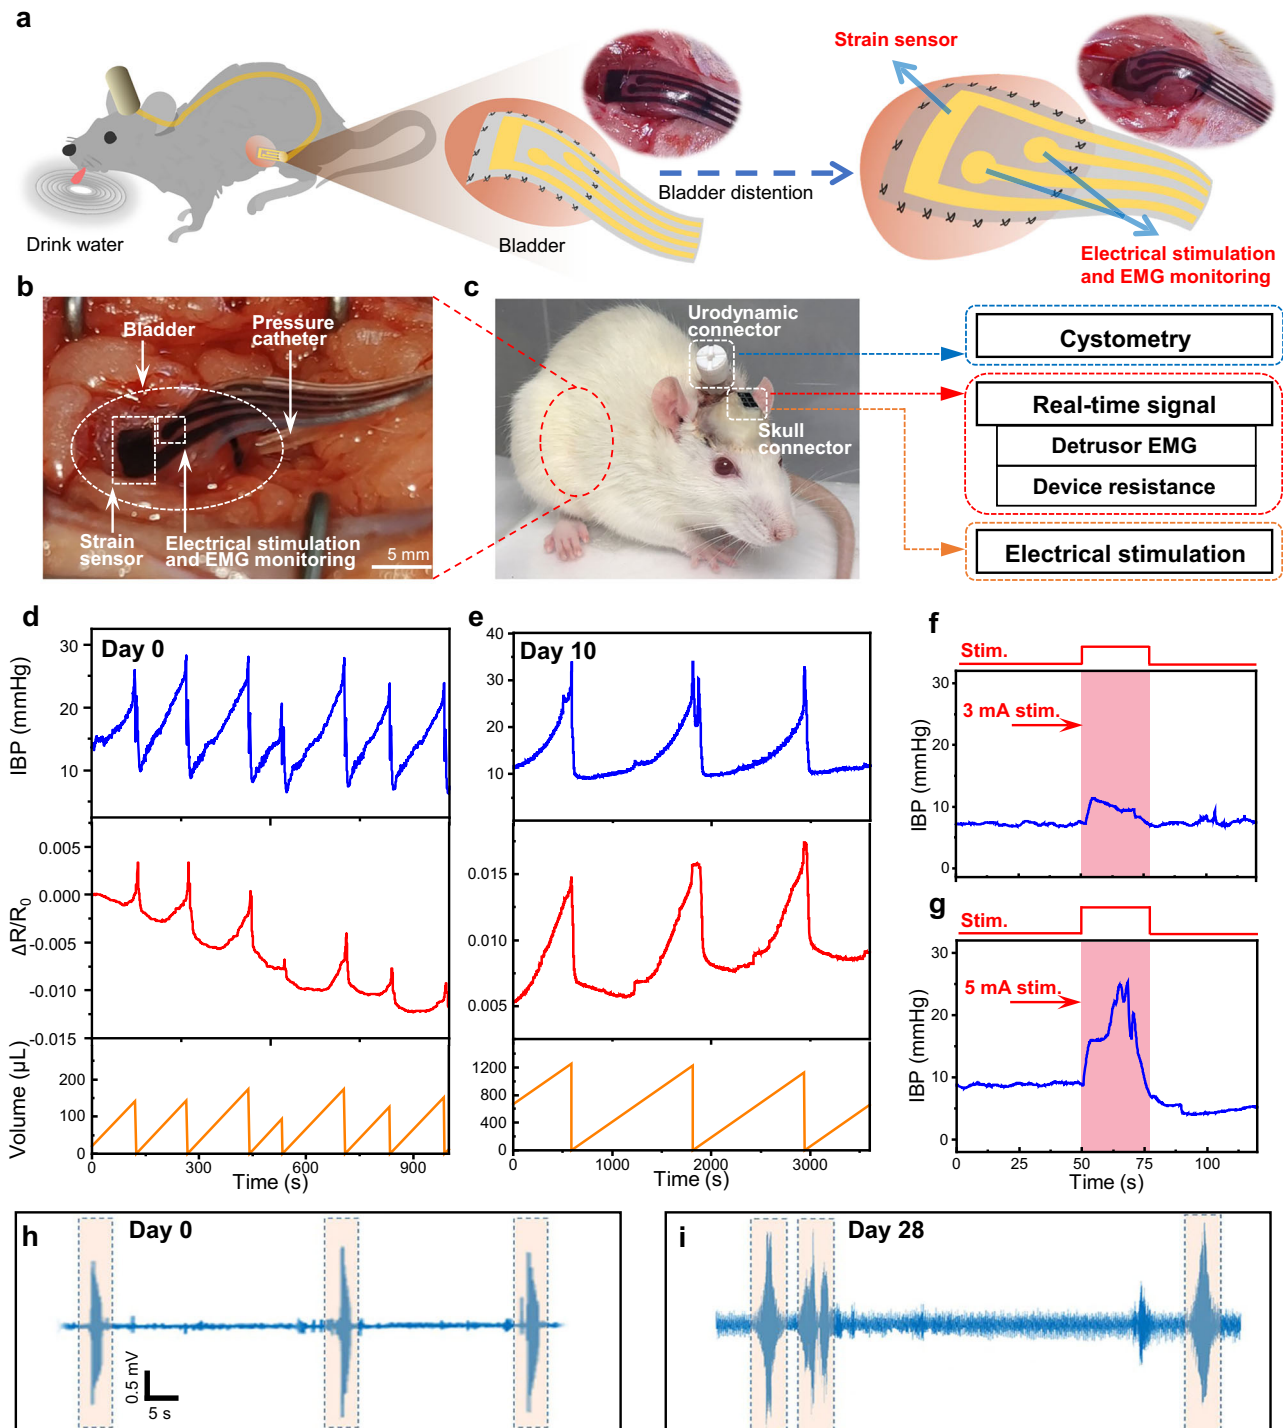 a
Strain sensor
Drink water
Bladder
Bladder distention
Electrical stimulation
and EMG monitoring
b
Bladder
Pressure
catheter
Strain
sensor
Electrical stimulation
and EMG monitoring
5 mm
c
Urodynamic
connector
Skull
connector
Cystometry
Real-time signal
Detrusor EMG
Device resistance
Electrical stimulation
d
Day 0
IBP (mmHg)
30
20
10
ΔR/R0
0.005
0.000
-0.005
-0.010
-0.015
Volume (µL)
200
100
0
0 300 600 900
Time (s)
e
Day 10
40
30
20
10
0.015
0.010
0.005
1200
800
400
0
0 1000 2000 3000
Time (s)
f
Stim.
3 mA stim.
IBP (mmHg)
30
20
10
0
g
Stim.
5 mA stim.
IBP (mmHg)
30
20
10
0
0 25 50 75 100
Time (s)
h
Day 0
0.5 mV
5 s
i
Day 28